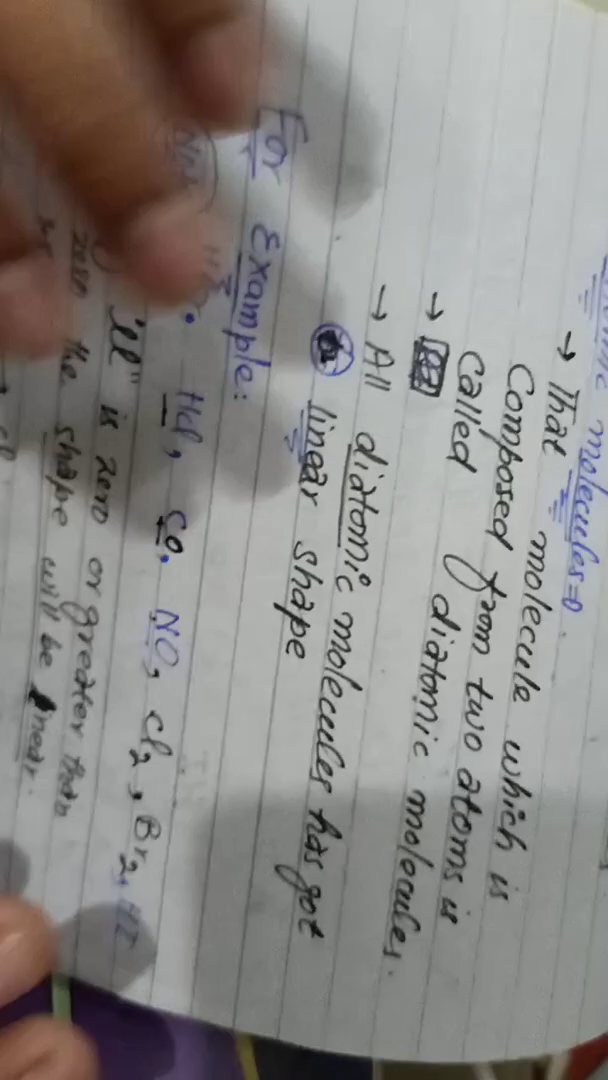 molecules=D
→ That molecule which is
Composed from two atoms is
Called diatomic molecules.
→
→ All diatomic molecules has got
linear shape
For Example:
HCl, CO, NO, Cl2, Br2, HI
"ll" is zero or greater than
zero the shape will be linear.
→ Cl